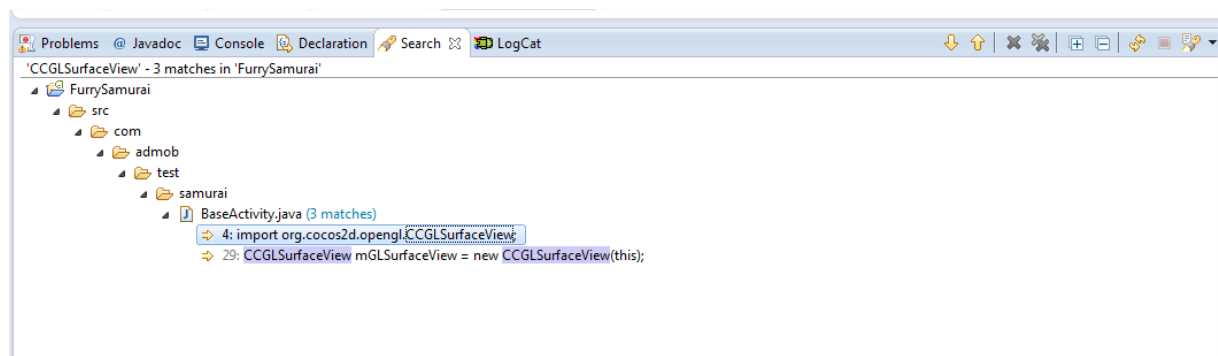 Problems @ Javadoc Console Declaration Search LogCat
'CCGLSurfaceView' - 3 matches in 'FurrySamurai'
FurrySamurai
src
com
admob
test
samurai
BaseActivity.java (3 matches)
4: import org.cocos2d.opengl.CCGLSurfaceView;
29: CCGLSurfaceView mGLSurfaceView = new CCGLSurfaceView(this);